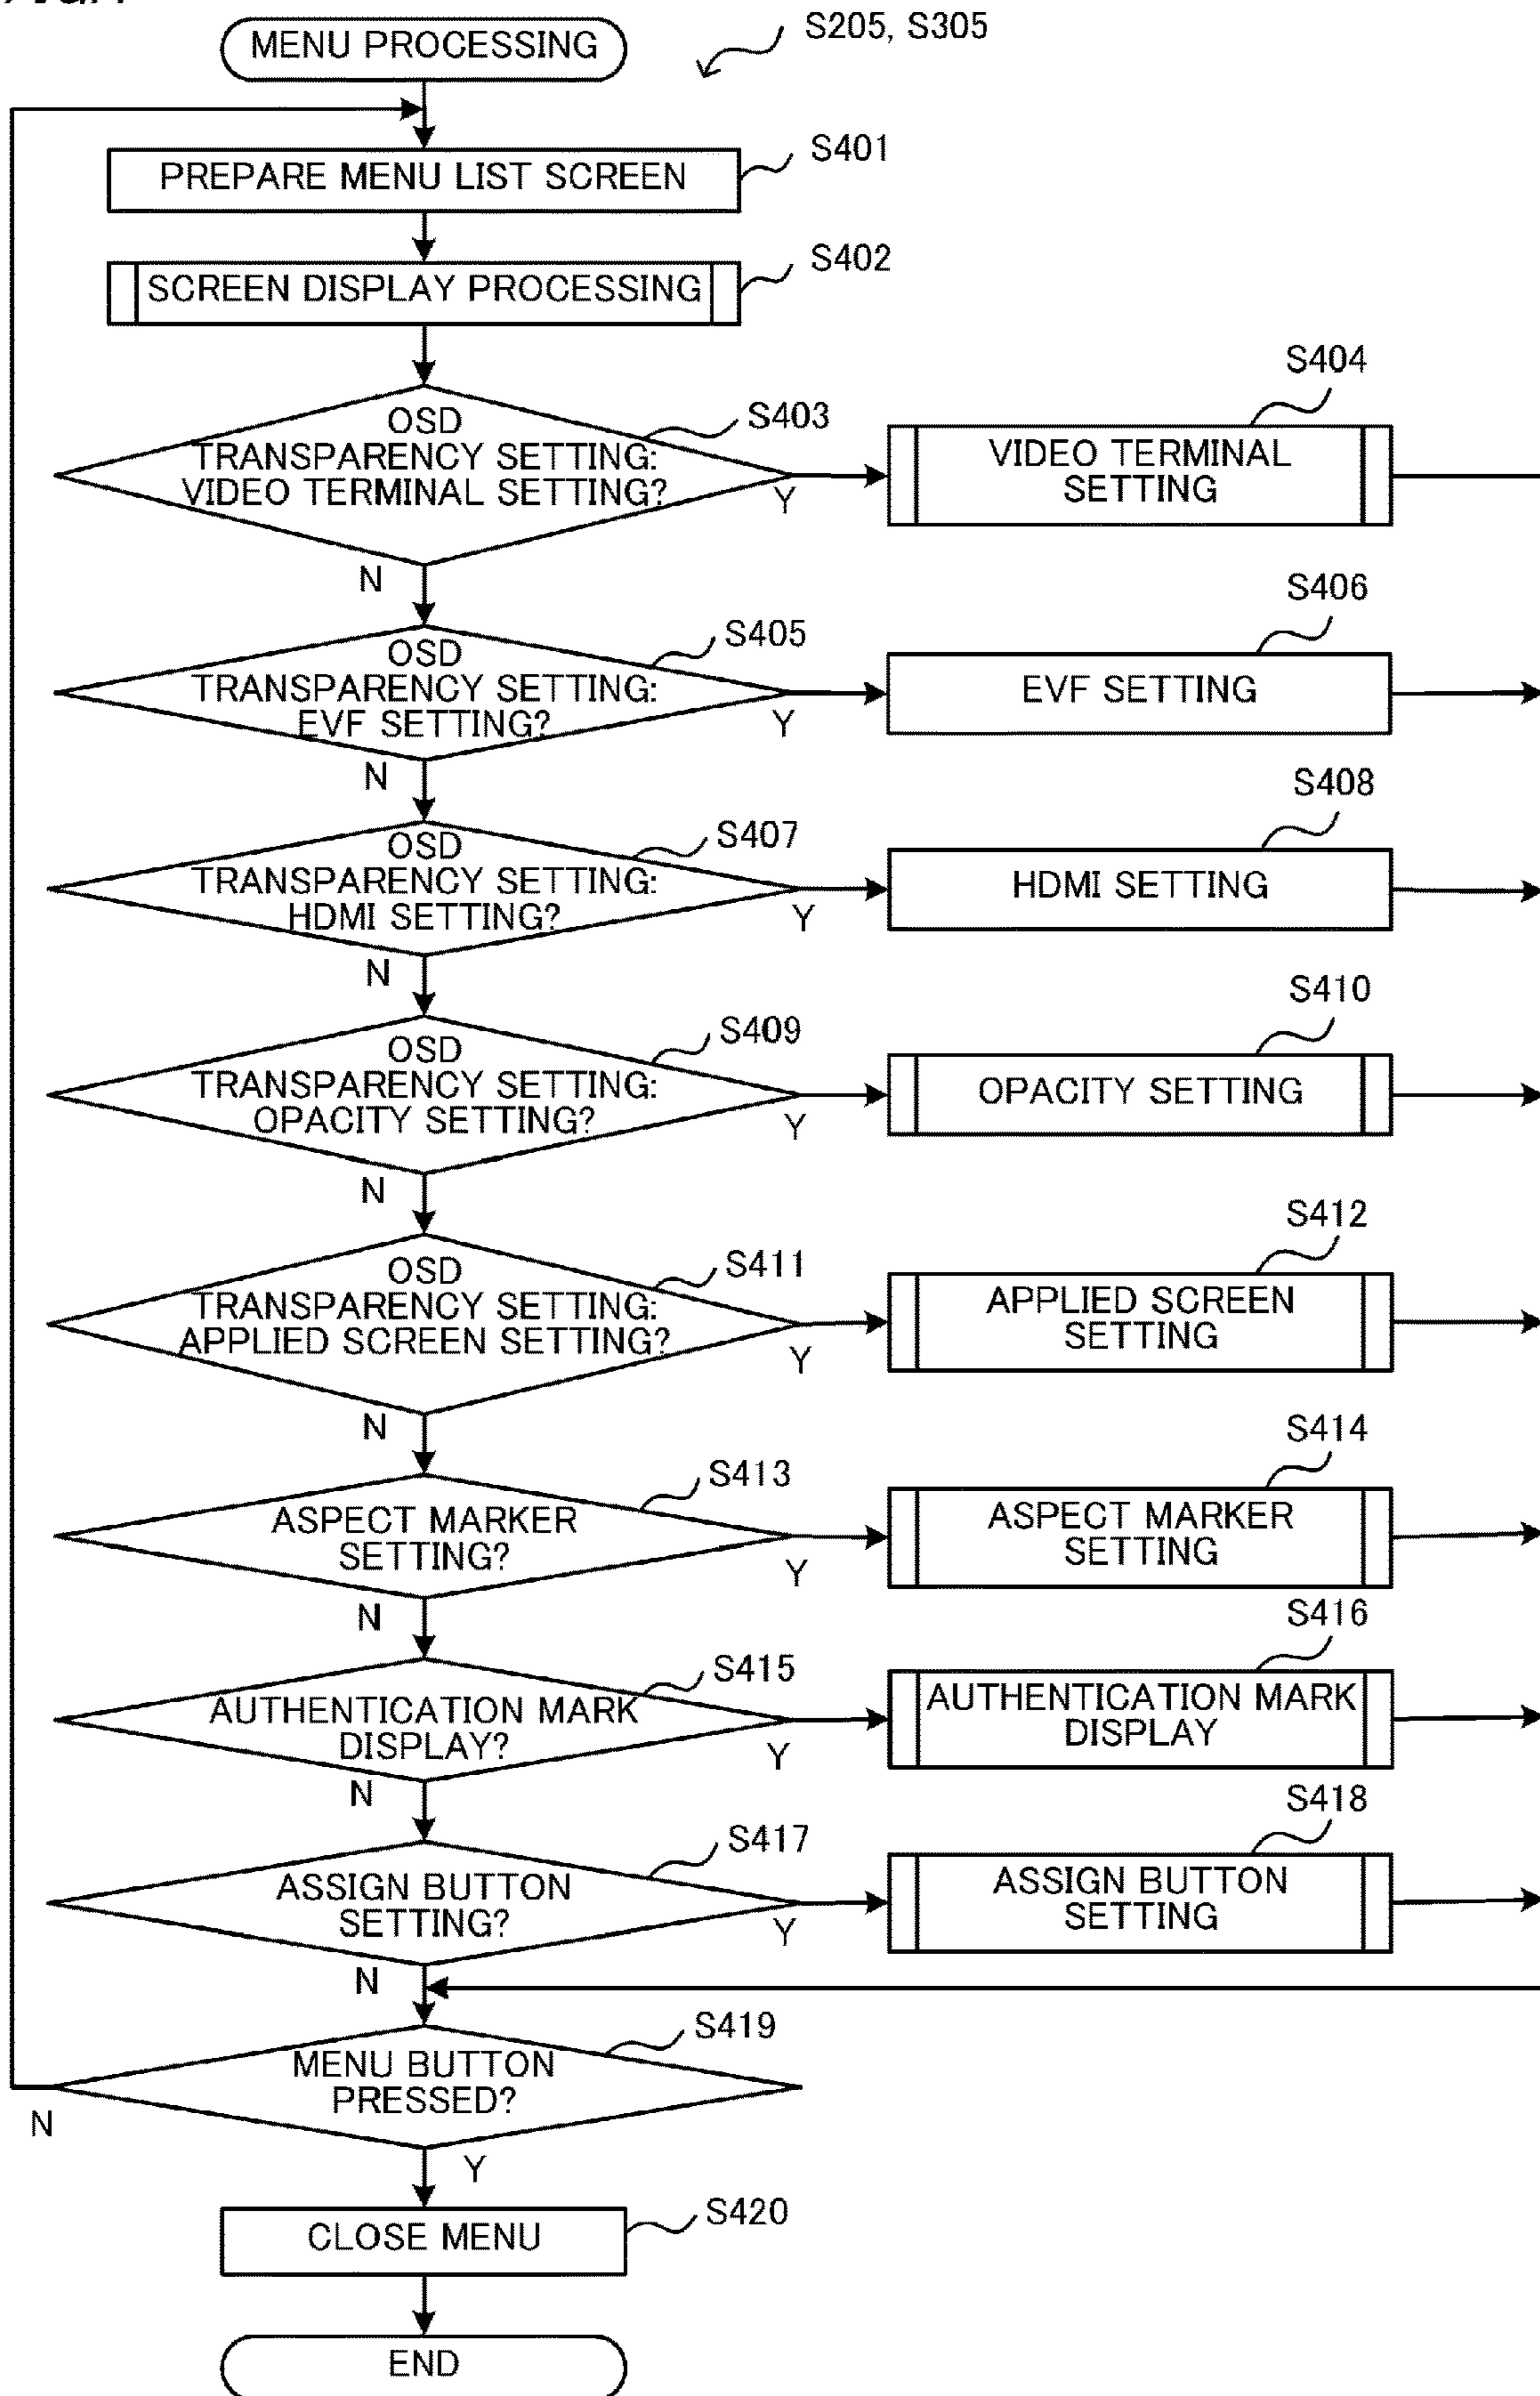 MENU PROCESSING
S205, S305
PREPARE MENU LIST SCREEN
S401
SCREEN DISPLAY PROCESSING
S402
OSD
TRANSPARENCY SETTING:
VIDEO TERMINAL SETTING?
S403
Y
N
VIDEO TERMINAL
SETTING
S404
OSD
TRANSPARENCY SETTING:
EVF SETTING?
S405
Y
N
EVF SETTING
S406
OSD
TRANSPARENCY SETTING:
HDMI SETTING?
S407
Y
N
HDMI SETTING
S408
OSD
TRANSPARENCY SETTING:
OPACITY SETTING?
S409
Y
N
OPACITY SETTING
S410
OSD
TRANSPARENCY SETTING:
APPLIED SCREEN SETTING?
S411
Y
N
APPLIED SCREEN
SETTING
S412
ASPECT MARKER
SETTING?
S413
Y
N
ASPECT MARKER
SETTING
S414
AUTHENTICATION MARK
DISPLAY?
S415
Y
N
AUTHENTICATION MARK
DISPLAY
S416
ASSIGN BUTTON
SETTING?
S417
Y
N
ASSIGN BUTTON
SETTING
S418
MENU BUTTON
PRESSED?
S419
N
Y
CLOSE MENU
S420
END